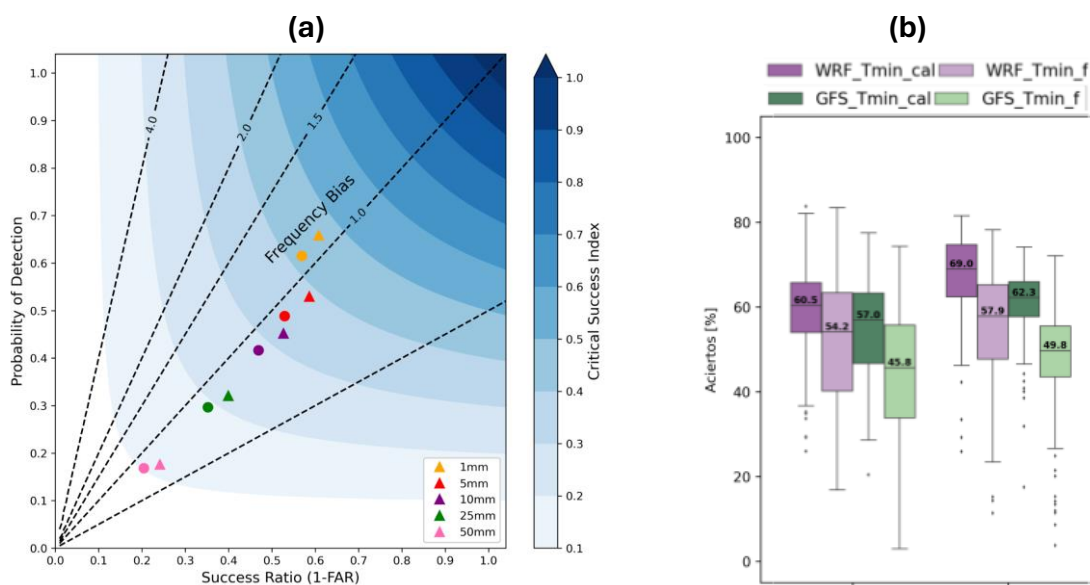 (a)
(b)
1.0
0.9
0.8
0.7
0.6
0.5
0.4
0.3
0.2
0.1
0.0
Probability of Detection
4.0
2.0
1.5
1.0
Frequency Bias
1mm
5mm
10mm
25mm
50mm
0.0 0.1 0.2 0.3 0.4 0.5 0.6 0.7 0.8 0.9 1.0
Success Ratio (1-FAR)
1.0
0.9
0.8
0.7
0.6
0.5
0.4
0.3
0.2
0.1
Critical Success Index
WRF_Tmin_cal WRF_Tmin_f
GFS_Tmin_cal GFS_Tmin_f
100
80
60
40
20
0
Aciertos [%]
60.5
54.2
57.0
45.8
69.0
57.9
62.3
49.8